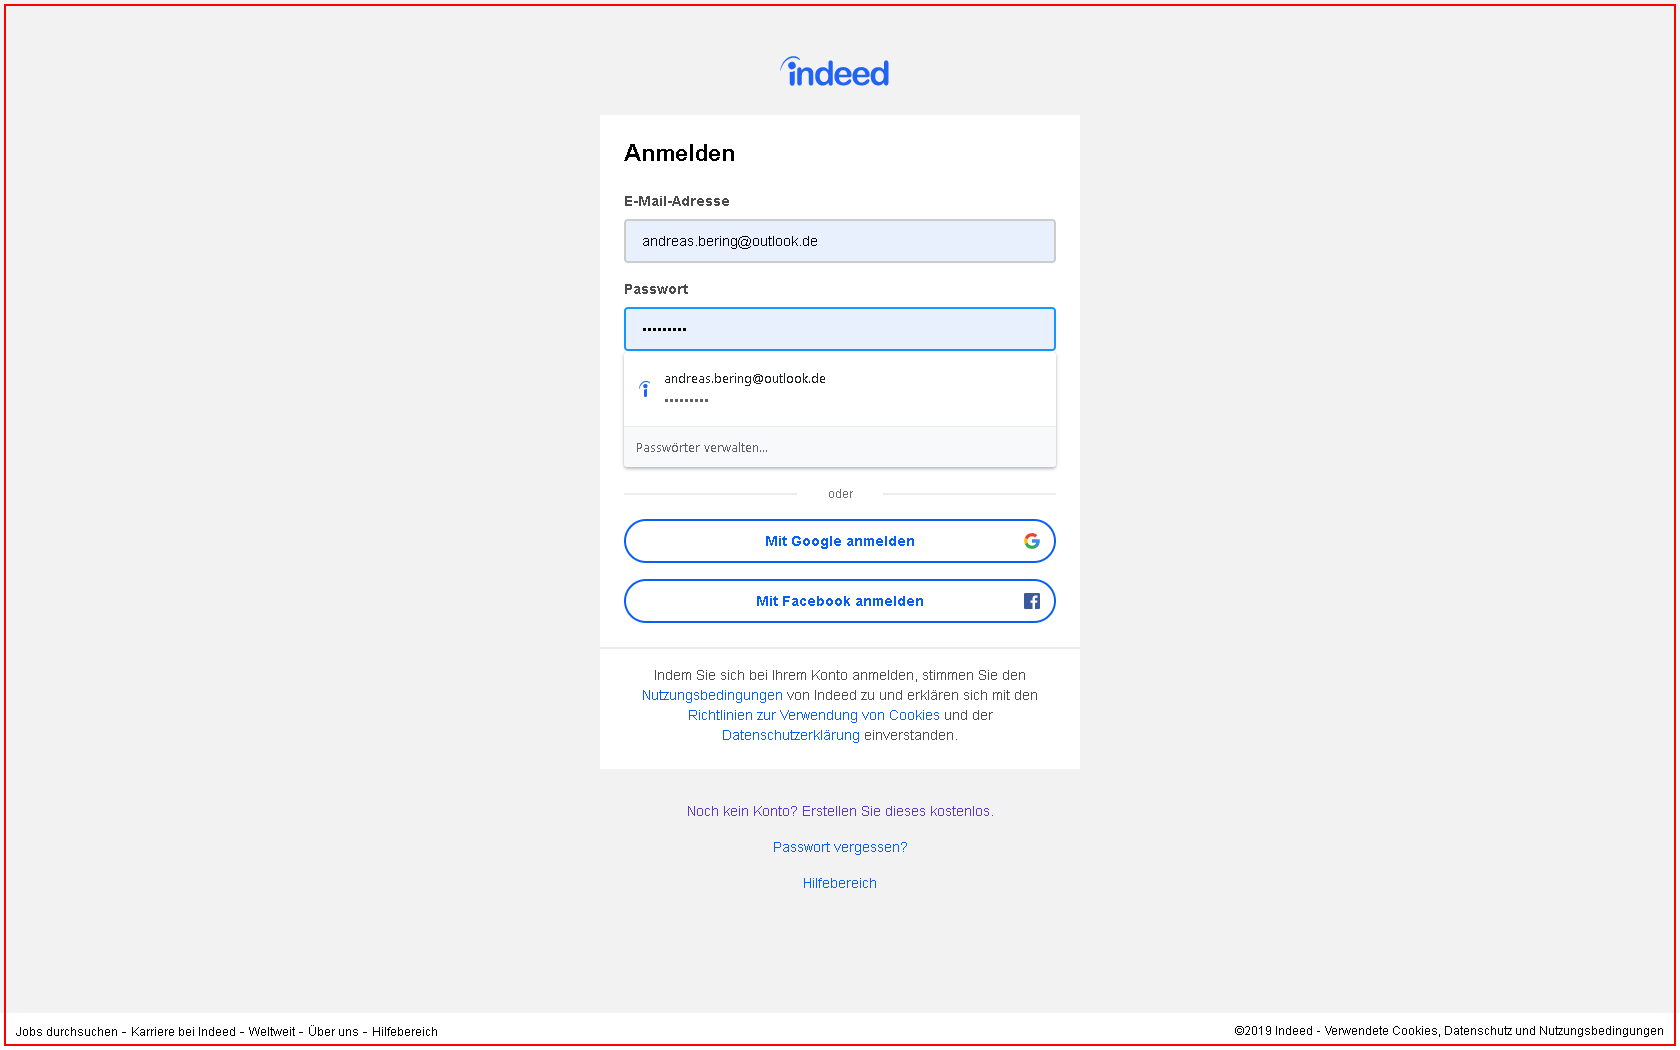 indeed
Anmelden
E-Mail-Adresse
andreas.bering@outlook.de
Passwort
•••••••••
andreas.bering@outlook.de
•••••••••
Passwörter verwalten...
oder
Mit Google anmelden
Mit Facebook anmelden
Indem Sie sich bei Ihrem Konto anmelden, stimmen Sie den
Nutzungsbedingungen von Indeed zu und erklären sich mit den
Richtlinien zur Verwendung von Cookies und der
Datenschutzerklärung einverstanden.
Noch kein Konto? Erstellen Sie dieses kostenlos.
Passwort vergessen?
Hilfebereich
Jobs durchsuchen - Karriere bei Indeed - Weltweit - Über uns - Hilfebereich
©2019 Indeed - Verwendete Cookies, Datenschutz und Nutzungsbedingungen